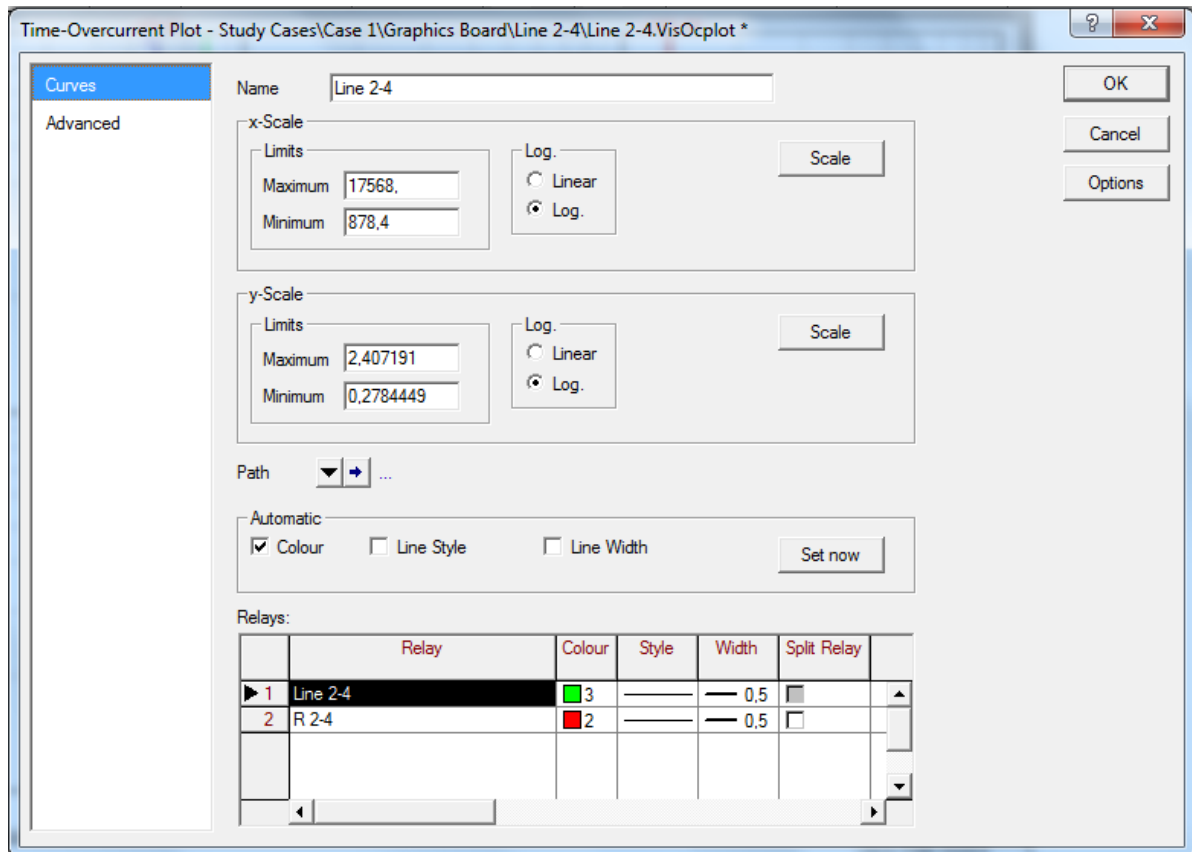 Time-Overcurrent Plot - Study Cases\Case 1\Graphics Board\Line 2-4\Line 2-4.VisOcplot *
Curves
Advanced
Name Line 2-4
x-Scale
Limits
Maximum 17568,
Minimum 878,4
Log.
Linear
Log.
Scale
y-Scale
Limits
Maximum 2,407191
Minimum 0,2784449
Log.
Linear
Log.
Scale
Path ...
Automatic
Colour Line Style Line Width Set now
Relays:
Relay Colour Style Width Split Relay
1 Line 2-4 3 0,5
2 R 2-4 2 0,5
OK
Cancel
Options